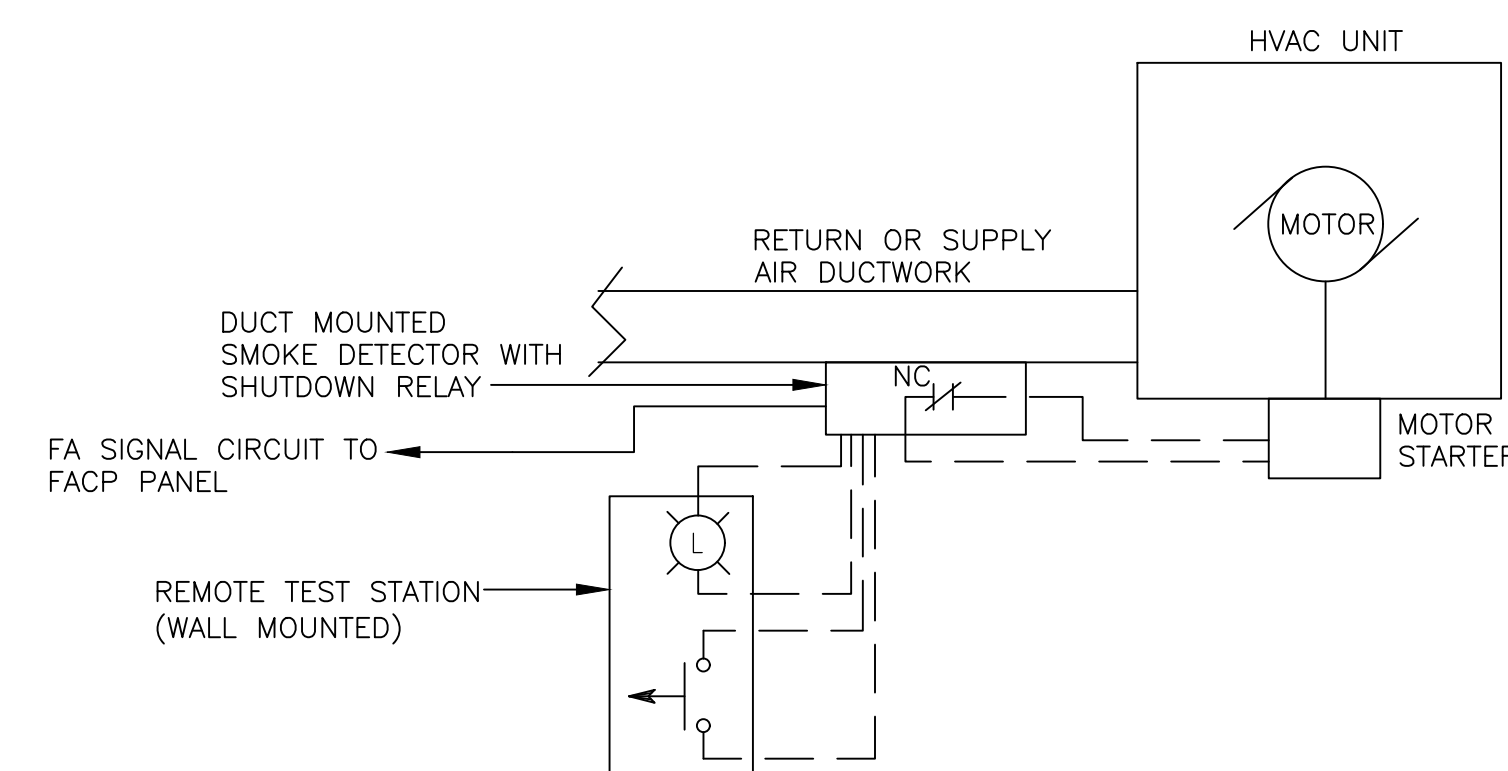 HVAC UNIT
MOTOR
RETURN OR SUPPLY
AIR DUCTWORK
DUCT MOUNTED
SMOKE DETECTOR WITH
SHUTDOWN RELAY
NC
MOTOR
STARTER
FA SIGNAL CIRCUIT TO
FACP PANEL
L
REMOTE TEST STATION
(WALL MOUNTED)